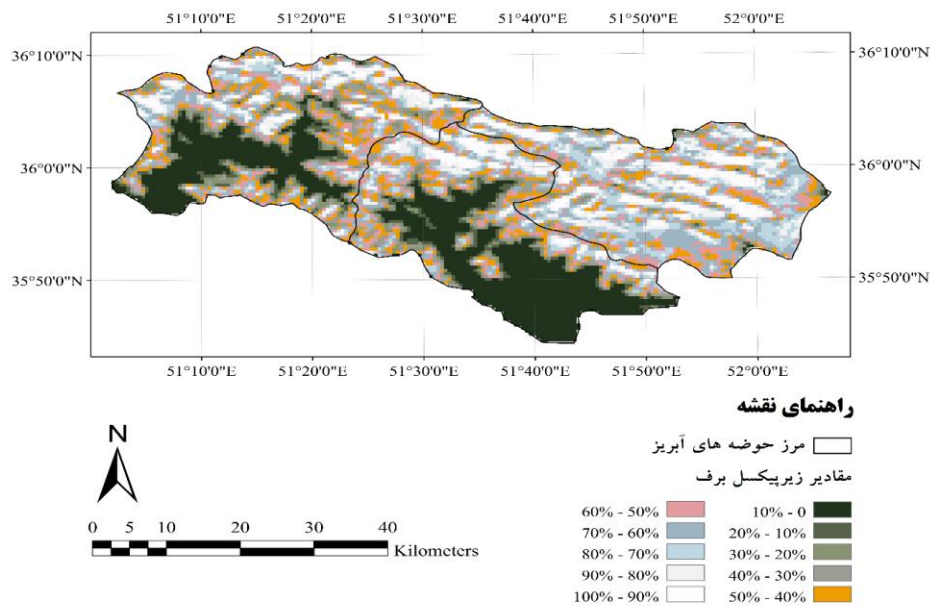 51°10'0"E 51°20'0"E 51°30'0"E 51°40'0"E 51°50'0"E 52°0'0"E
36°10'0"N 36°10'0"N
36°0'0"N 36°0'0"N
35°50'0"N 35°50'0"N
51°10'0"E 51°20'0"E 51°30'0"E 51°40'0"E 51°50'0"E 52°0'0"E
راهنمای نقشه
مرز حوضه های آبریز
مقادیر زیرپیکسل برف
N
0 5 10 20 30 40
Kilometers
10% - 0
20% - 10%
30% - 20%
40% - 30%
50% - 40%
60% - 50%
70% - 60%
80% - 70%
90% - 80%
100% - 90%